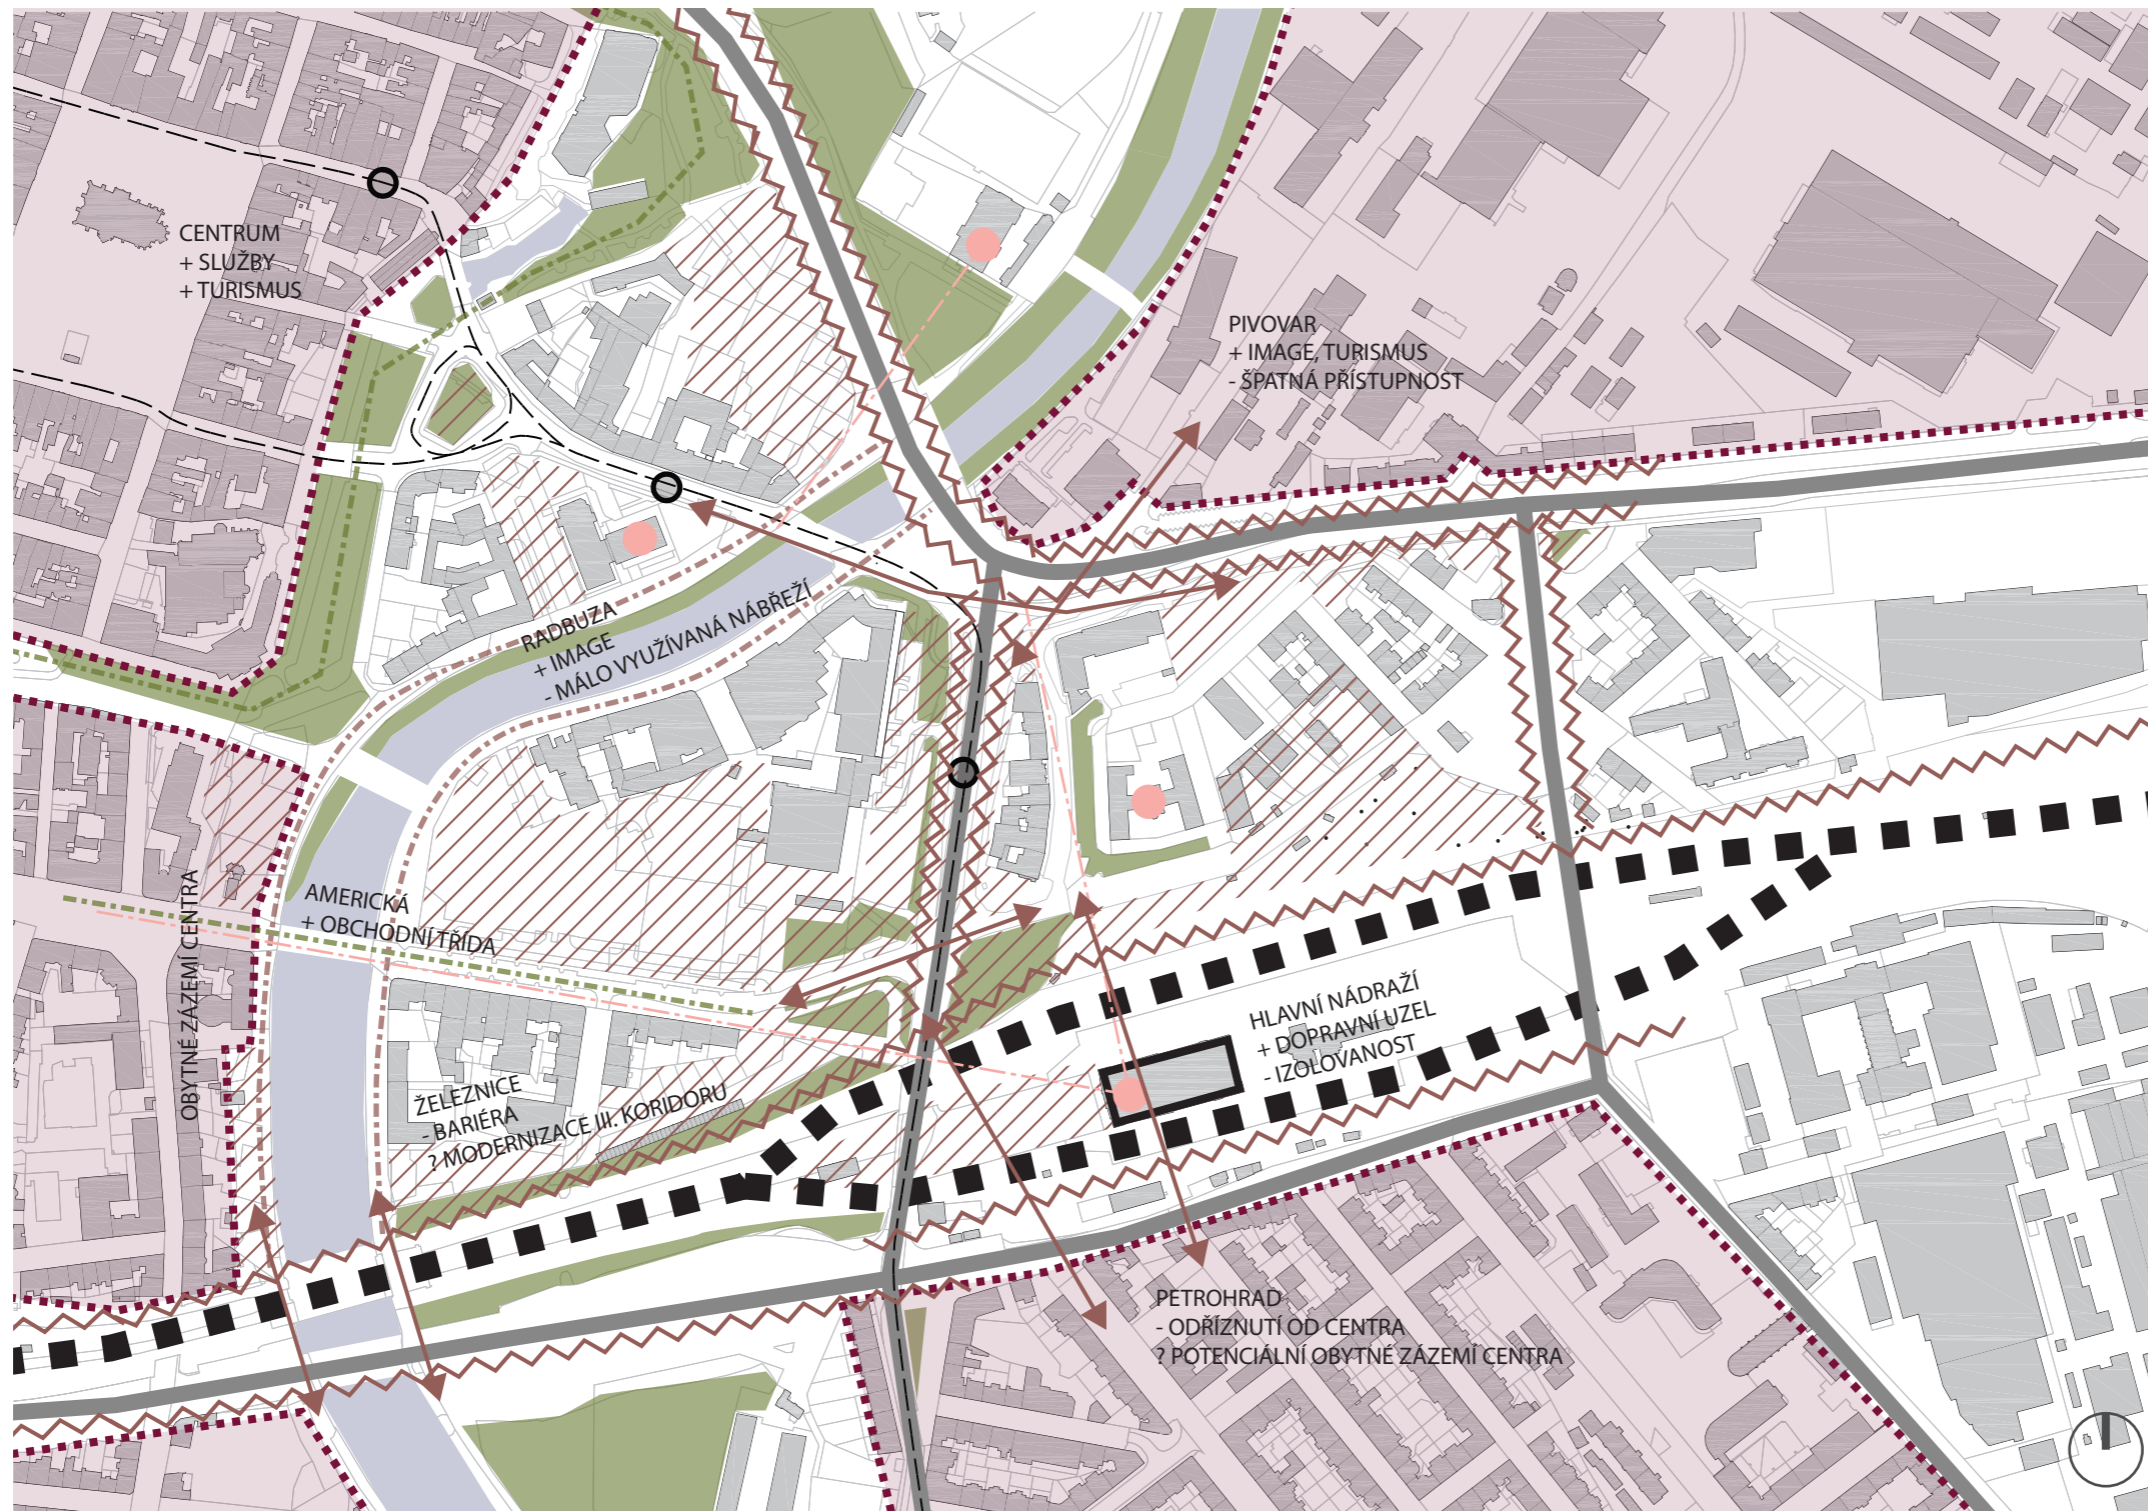 CENTRUM
+ SLUŽBY
+ TURISMUS
PIVOVAR
+ IMAGE, TURISMUS
- ŠPATNÁ PŘÍSTUPNOST
RADBUZA
+ IMAGE
- MÁLO VYUŽÍVANÁ NÁBŘEŽÍ
OBYTNÉ ZÁZEMÍ CENTRA
AMERICKÁ
+ OBCHODNÍ TŘÍDA
ŽELEZNICE
- BARIÉRA
? MODERNIZACE III. KORIDORU
HLAVNÍ NÁDRAŽÍ
+ DOPRAVNÍ UZEL
- IZOLOVANOST
PETROHRAD
- ODŘÍZNUTÍ OD CENTRA
? POTENCIÁLNÍ OBYTNÉ ZÁZEMÍ CENTRA